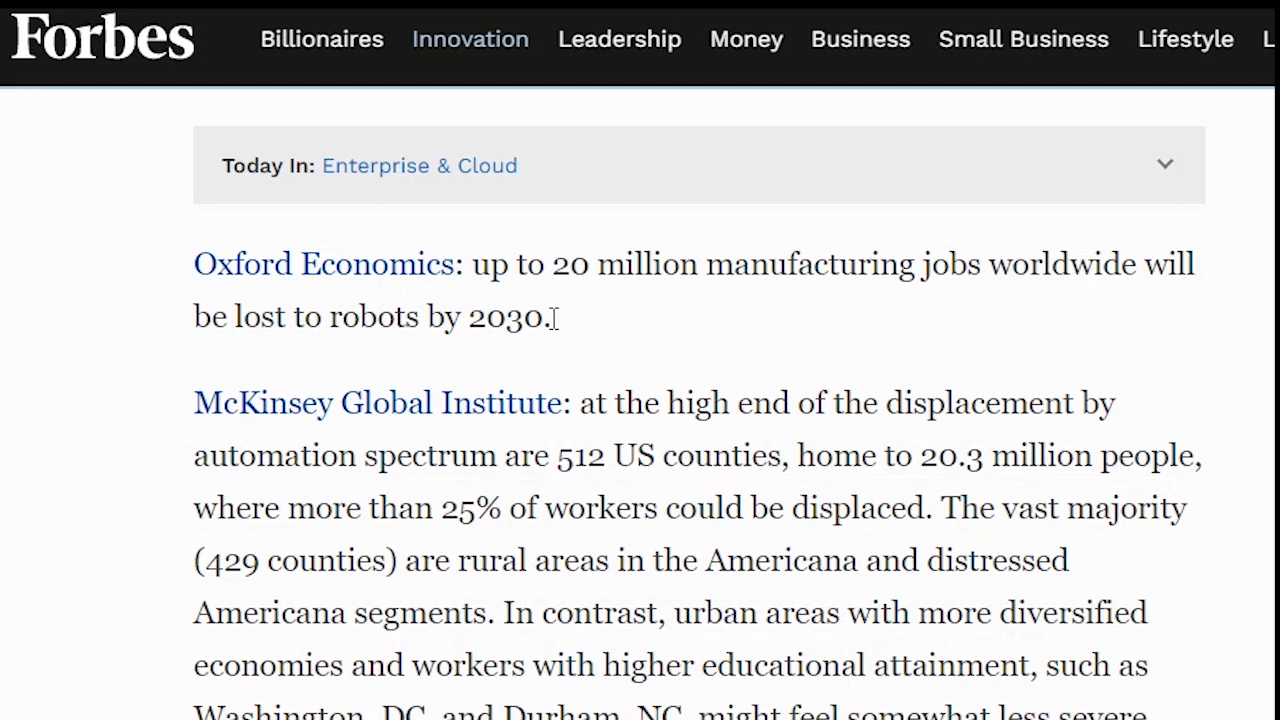 Forbes Billionaires Innovation Leadership Money Business Small Business Lifestyle L
Today In: Enterprise & Cloud
Oxford Economics: up to 20 million manufacturing jobs worldwide will
be lost to robots by 2030.
McKinsey Global Institute: at the high end of the displacement by
automation spectrum are 512 US counties, home to 20.3 million people,
where more than 25% of workers could be displaced. The vast majority
(429 counties) are rural areas in the Americana and distressed
Americana segments. In contrast, urban areas with more diversified
economies and workers with higher educational attainment, such as
Washington, DC, and Durham, NC, might feel somewhat less severe